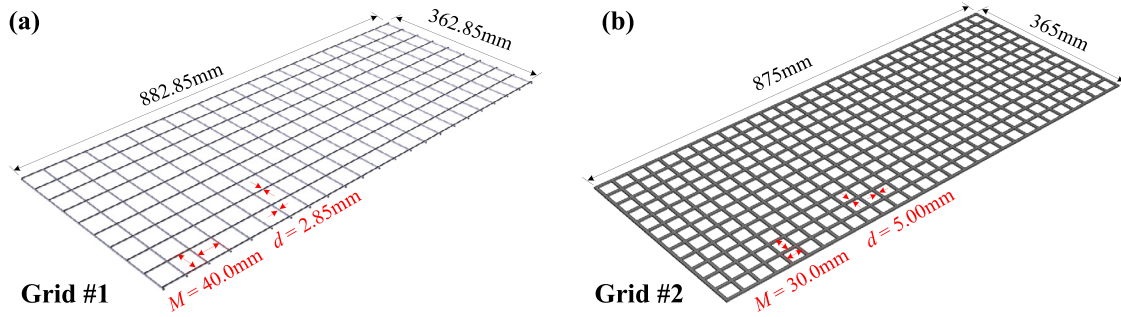 (a)
882.85mm
362.85mm
d = 2.85mm
M = 40.0mm
Grid #1
(b)
875mm
365mm
d = 5.00mm
M = 30.0mm
Grid #2